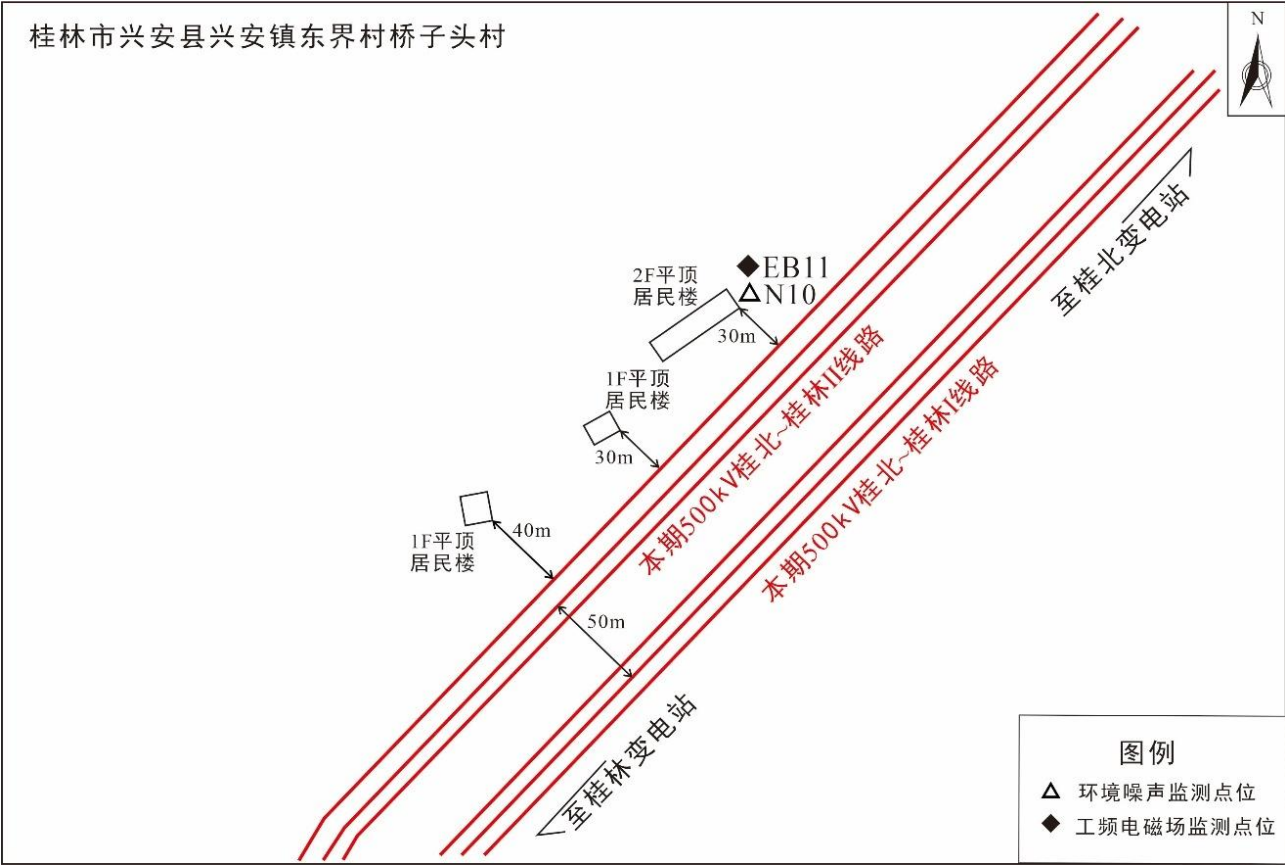 桂林市兴安县兴安镇东界村桥子头村
N
2F平顶
居民楼
◆EB11
△N10
30m
1F平顶
居民楼
30m
1F平顶
居民楼
40m
50m
本期500kV桂北~桂林II线路
本期500kV桂北~桂林I线路
至桂北变电站
至桂林变电站
图例
△ 环境噪声监测点位
◆ 工频电磁场监测点位